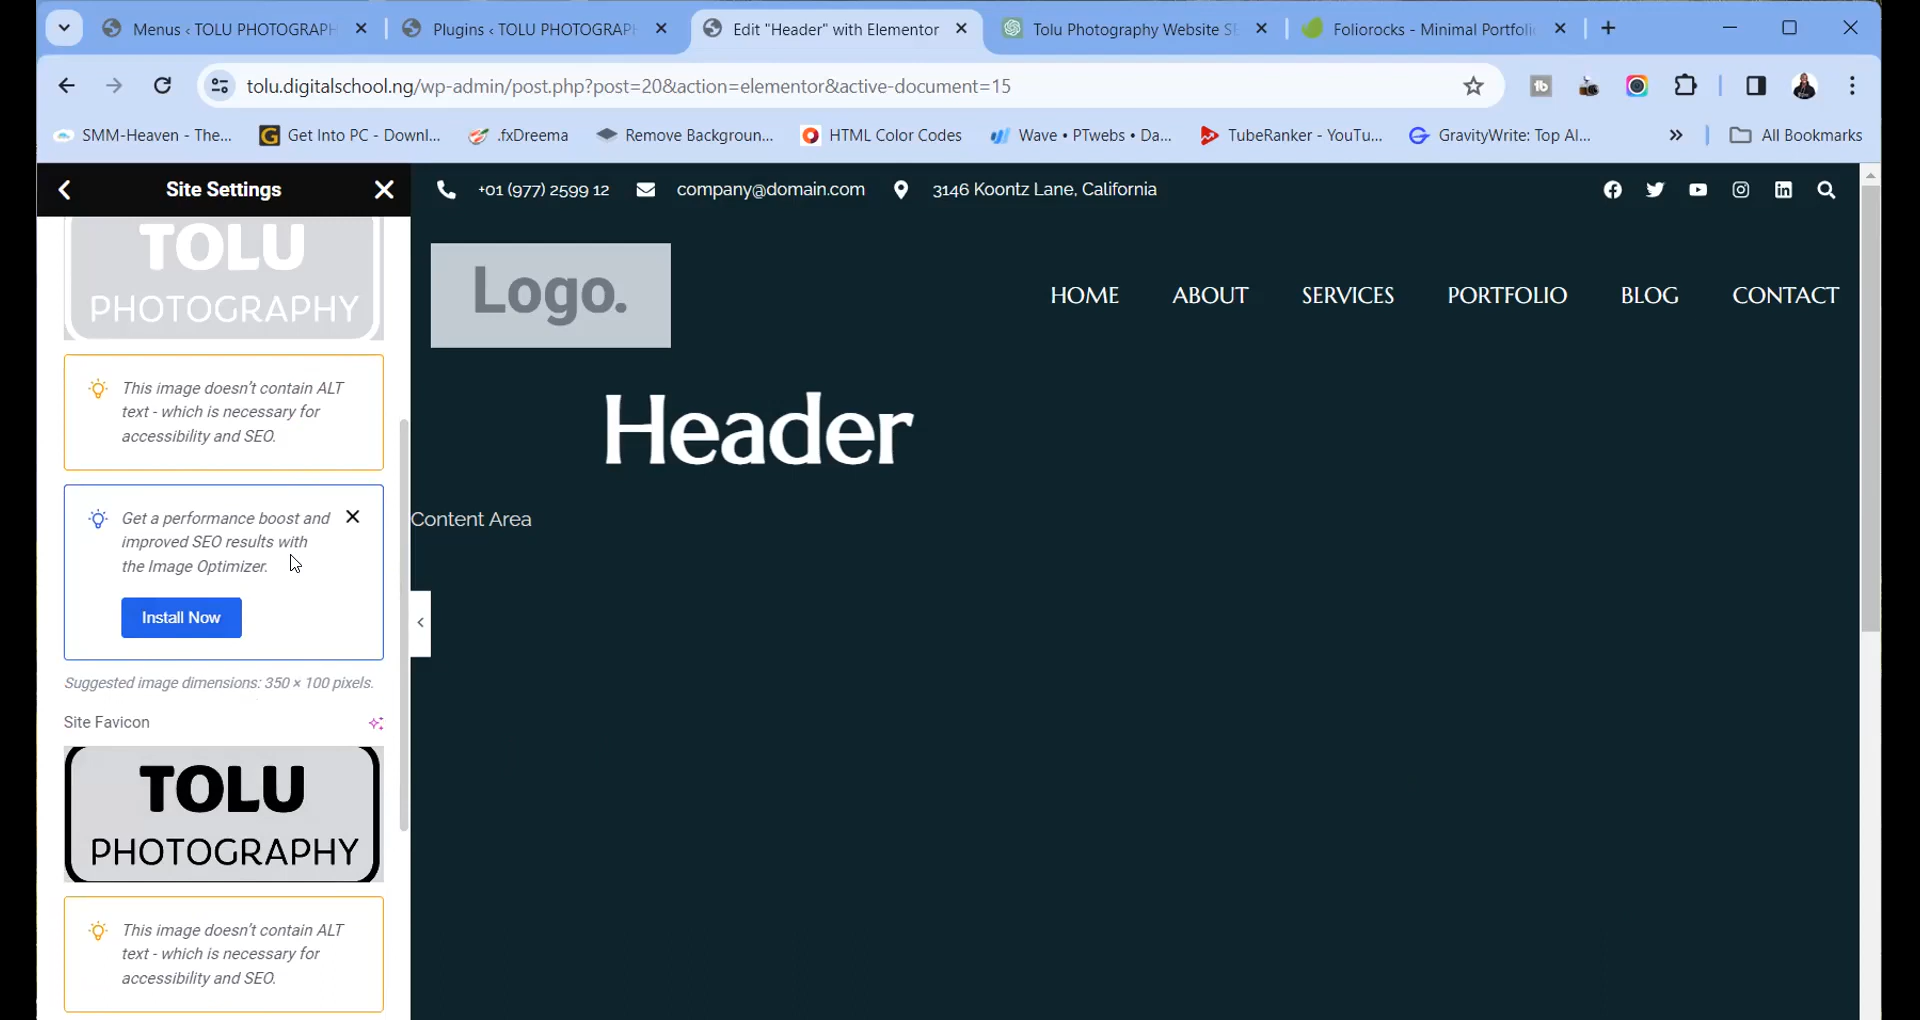 Menus ‹ TOLU PHOTOGRAPH
Plugins ‹ TOLU PHOTOGRAP
Edit "Header" with Elementor
Tolu Photography Website SE
Foliorocks - Minimal Portfoli
tolu.digitalschool.ng/wp-admin/post.php?post=20&action=elementor&active-document=15
SMM-Heaven - The...
Get Into PC - Downl...
.fxDreema
Remove Backgroun...
HTML Color Codes
Wave • PTwebs • Da...
TubeRanker - YouTu...
GravityWrite: Top AI...
All Bookmarks
Site Settings
+01 (977) 2599 12
company@domain.com
3146 Koontz Lane, California
TOLU
PHOTOGRAPHY
Logo.
HOME
ABOUT
SERVICES
PORTFOLIO
BLOG
CONTACT
Header
Content Area
This image doesn't contain ALT
text - which is necessary for
accessibility and SEO.
Get a performance boost and
improved SEO results with
the Image Optimizer.
Install Now
Suggested image dimensions: 350 × 100 pixels.
Site Favicon
TOLU
PHOTOGRAPHY
This image doesn't contain ALT
text - which is necessary for
accessibility and SEO.